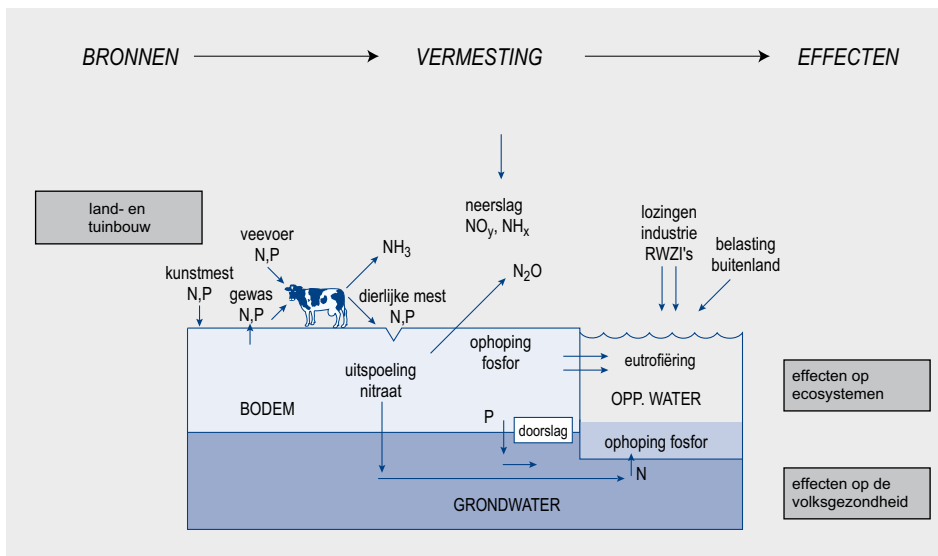 BRONNEN
VERMESTING
EFFECTEN
land- en
tuinbouw
neerslag
NOy, NHx
lozingen
industrie
RWZI's
belasting
buitenland
veevoer
N,P
NH3
N2O
kunstmest
N,P
gewas
N,P
dierlijke mest
N,P
uitspoeling
nitraat
ophoping
fosfor
eutrofiëring
BODEM
OPP. WATER
effecten op
ecosystemen
P
doorslag
ophoping fosfor
N
GRONDWATER
effecten op de
volksgezondheid